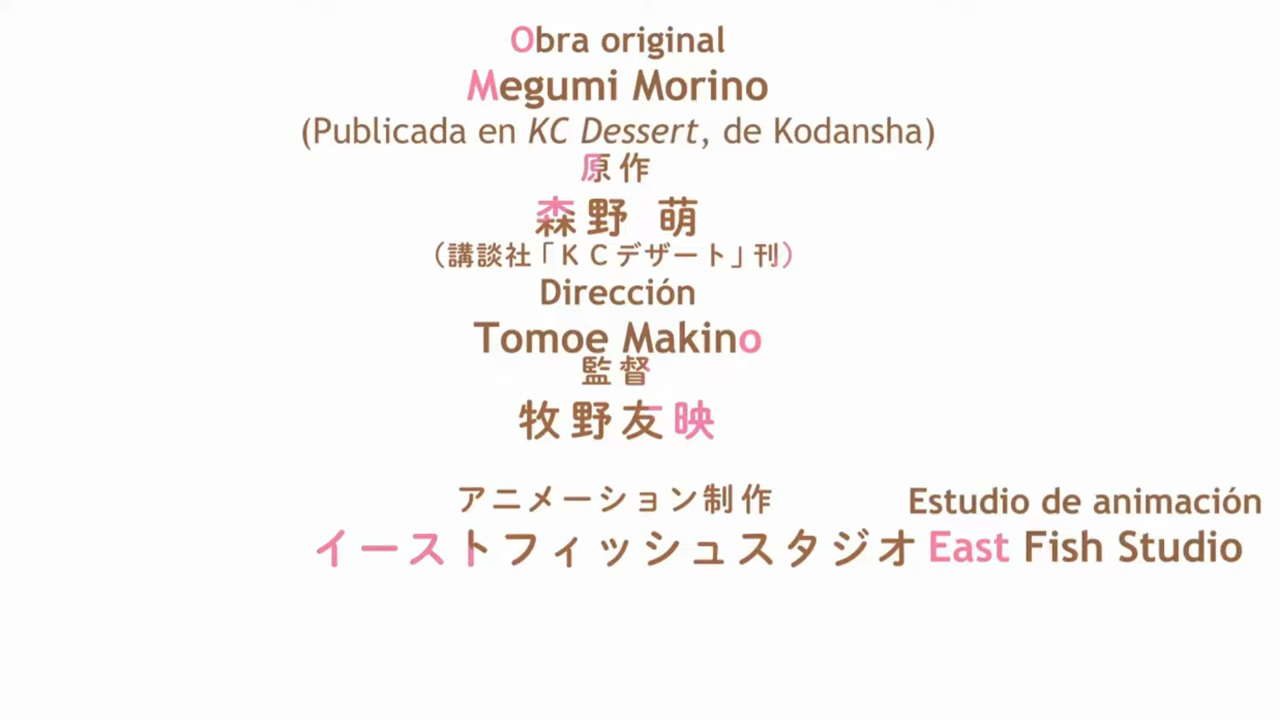 Obra original
Megumi Morino
(Publicada en KC Dessert, de Kodansha)
原作
森野 萌
(講談社「KCデザート」刊)
Dirección
Tomoe Makino
監督
牧野友映
アニメーション制作
イーストフィッシュスタジオ
Estudio de animación
East Fish Studio